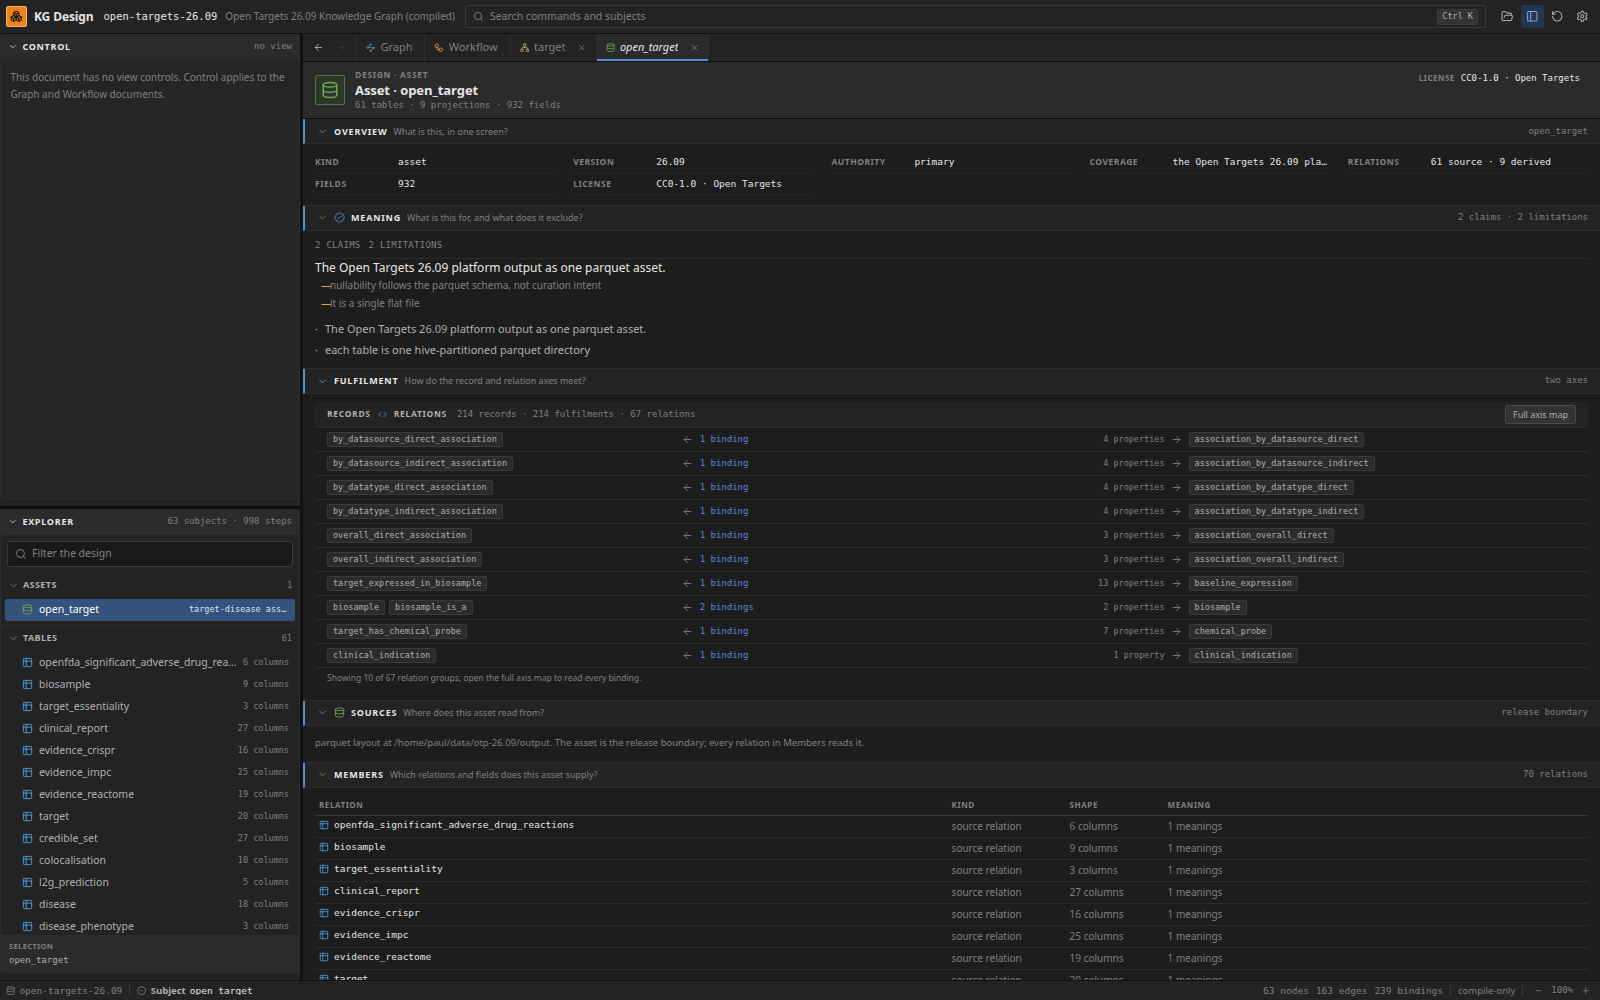 KG Design open-targets-26.09 Open Targets 26.09 Knowledge Graph (compiled)
Search commands and subjects
Ctrl K
CONTROL
no view
This document has no view controls. Control applies to the
Graph and Workflow documents.
EXPLORER
63 subjects · 998 steps
Filter the design
ASSETS
1
open_target
target-disease ass…
TABLES
61
openfda_significant_adverse_drug_rea… 6 columns
biosample 9 columns
target_essentiality 3 columns
clinical_report 27 columns
evidence_crispr 16 columns
evidence_impc 25 columns
evidence_reactome 19 columns
target 20 columns
credible_set 27 columns
colocalisation 10 columns
l2g_prediction 5 columns
disease 18 columns
disease_phenotype 3 columns
SELECTION
open_target
Graph
Workflow
target
open_target
DESIGN · ASSET
Asset · open_target
61 tables · 9 projections · 932 fields
LICENSE CC0-1.0 · Open Targets
OVERVIEW What is this, in one screen?
open_target
KIND asset
VERSION 26.09
AUTHORITY primary
COVERAGE the Open Targets 26.09 pla…
RELATIONS 61 source · 9 derived
FIELDS 932
LICENSE CC0-1.0 · Open Targets
MEANING What is this for, and what does it exclude?
2 claims · 2 limitations
2 CLAIMS 2 LIMITATIONS
The Open Targets 26.09 platform output as one parquet asset.
—nullability follows the parquet schema, not curation intent
—it is a single flat file
· The Open Targets 26.09 platform output as one parquet asset.
· each table is one hive-partitioned parquet directory
FULFILMENT How do the record and relation axes meet?
two axes
RECORDS <> RELATIONS 214 records · 214 fulfilments · 67 relations
Full axis map
by_datasource_direct_association ← 1 binding 4 properties → association_by_datasource_direct
by_datasource_indirect_association ← 1 binding 4 properties → association_by_datasource_indirect
by_datatype_direct_association ← 1 binding 4 properties → association_by_datatype_direct
by_datatype_indirect_association ← 1 binding 4 properties → association_by_datatype_indirect
overall_direct_association ← 1 binding 3 properties → association_overall_direct
overall_indirect_association ← 1 binding 3 properties → association_overall_indirect
target_expressed_in_biosample ← 1 binding 13 properties → baseline_expression
biosample biosample_is_a ← 2 bindings 2 properties → biosample
target_has_chemical_probe ← 1 binding 7 properties → chemical_probe
clinical_indication ← 1 binding 1 property → clinical_indication
Showing 10 of 67 relation groups; open the full axis map to read every binding.
SOURCES Where does this asset read from?
release boundary
parquet layout at /home/paul/data/otp-26.09/output. The asset is the release boundary; every relation in Members reads it.
MEMBERS Which relations and fields does this asset supply?
70 relations
RELATION KIND SHAPE MEANING
openfda_significant_adverse_drug_reactions source relation 6 columns 1 meanings
biosample source relation 9 columns 1 meanings
target_essentiality source relation 3 columns 1 meanings
clinical_report source relation 27 columns 1 meanings
evidence_crispr source relation 16 columns 1 meanings
evidence_impc source relation 25 columns 1 meanings
evidence_reactome source relation 19 columns 1 meanings
target source relation 20 columns 1 meanings
open-targets-26.09
Subject open_target
63 nodes 163 edges 239 bindings
compile-only
100%